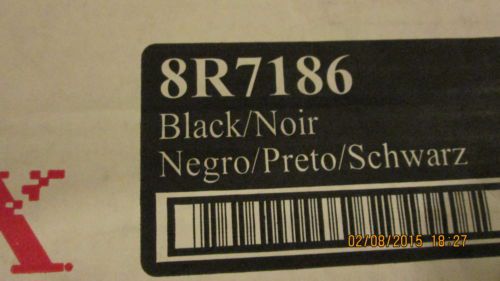 8R7186
Black/Noir
Negro/Preto/Schwarz
X
02/08/2015 18:27